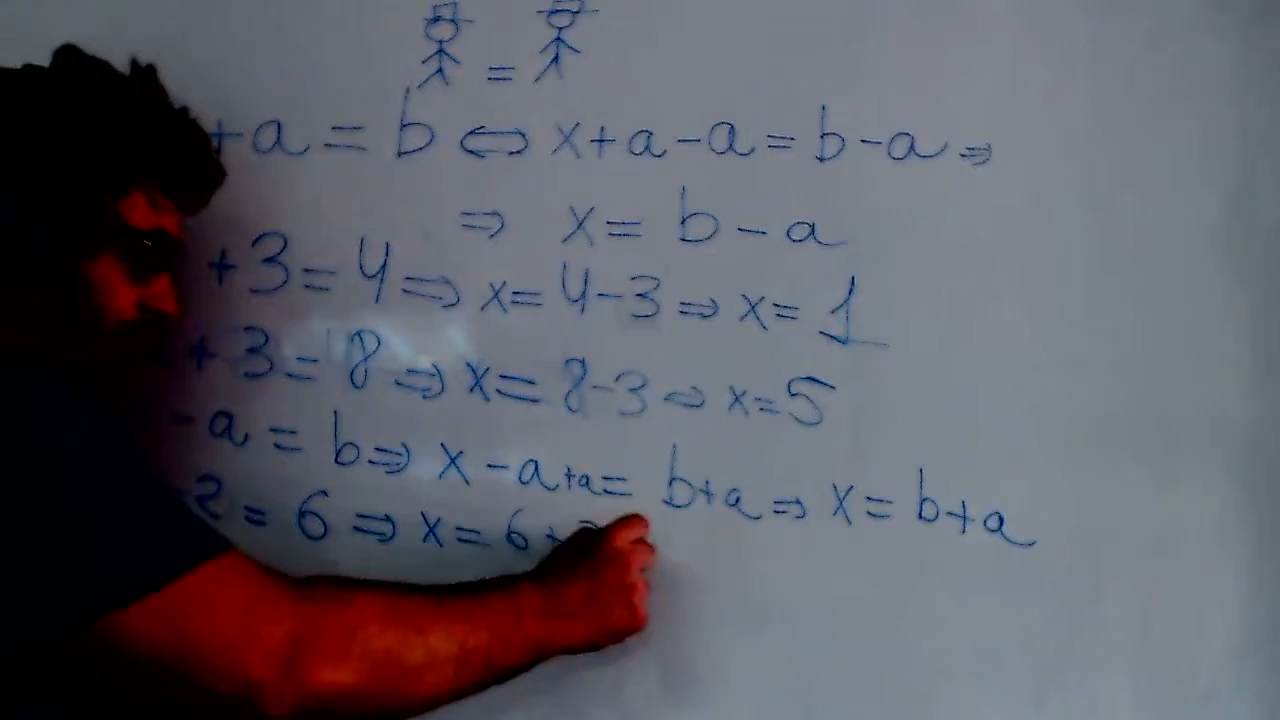 =
+a = b ⇔ x+a-a = b-a ⇒
⇒ x = b-a
+3 = 4 ⇒ x = 4-3 ⇒ x = 1
+3 = 8 ⇒ x = 8-3 ⇒ x = 5
-a = b ⇒ x-a+a = b+a ⇒ x = b+a
2 = 6 ⇒ x = 6+